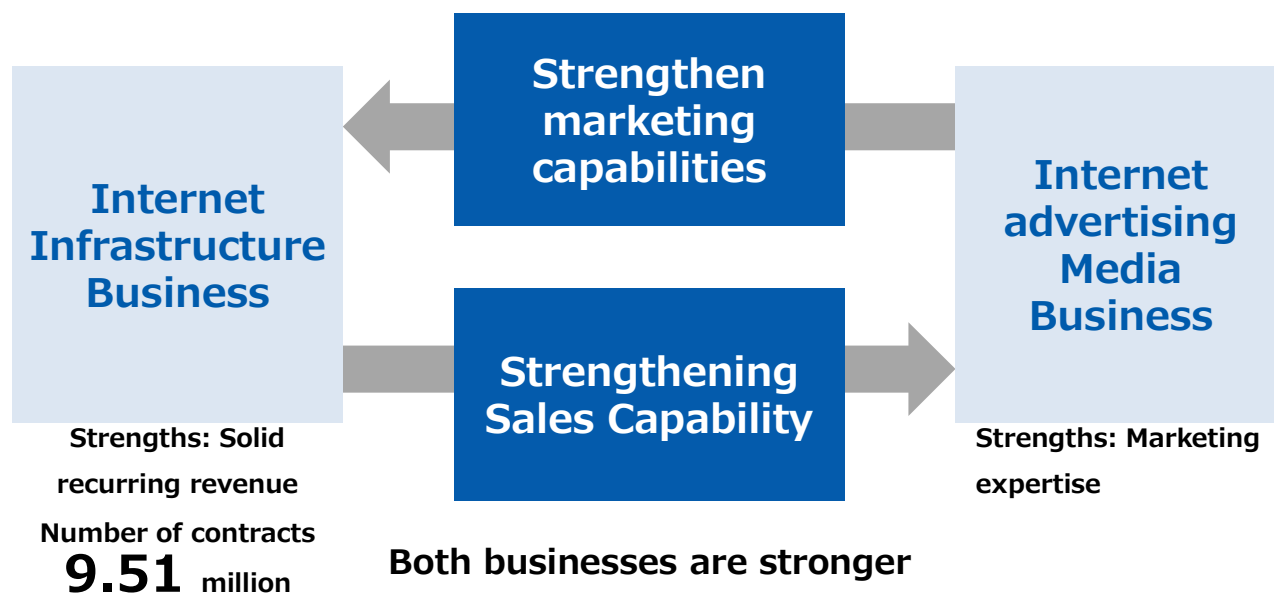 Strengthen
marketing
capabilities
Internet
Infrastructure
Business
Internet
advertising
Media
Business
Strengthening
Sales Capability
Strengths: Solid
recurring revenue
Number of contracts
9.51 million
Strengths: Marketing
expertise
Both businesses are stronger